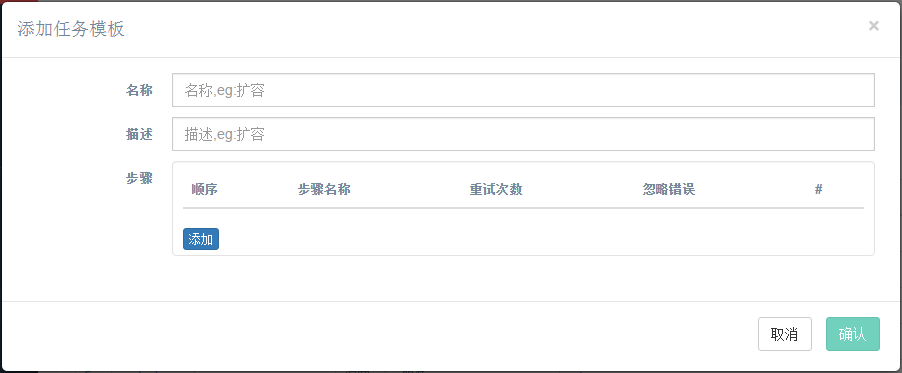 添加任务模板 ×
名称 名称,eg:扩容
描述 描述,eg:扩容
步骤
顺序 步骤名称 重试次数 忽略错误 #
添加
取消 确认